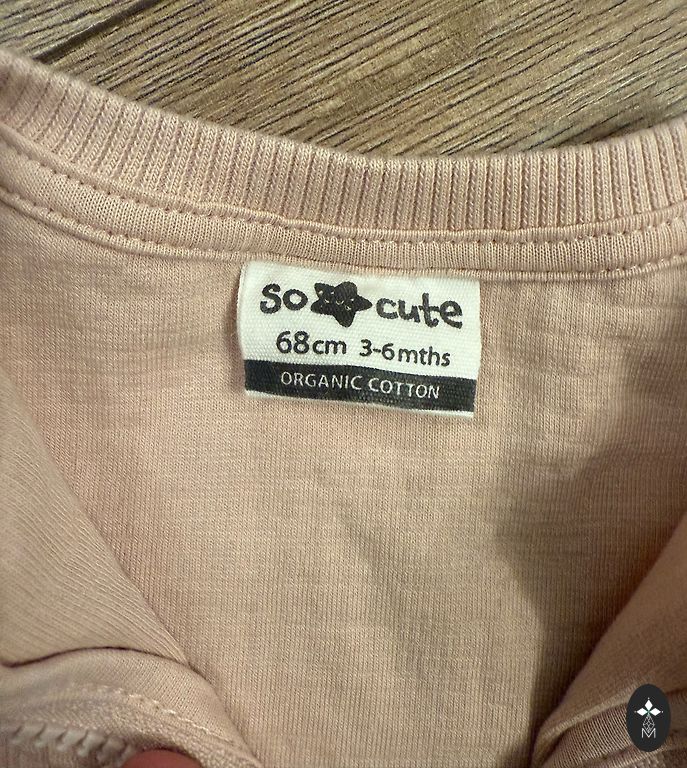 so cute
68cm 3-6mths
ORGANIC COTTON
M